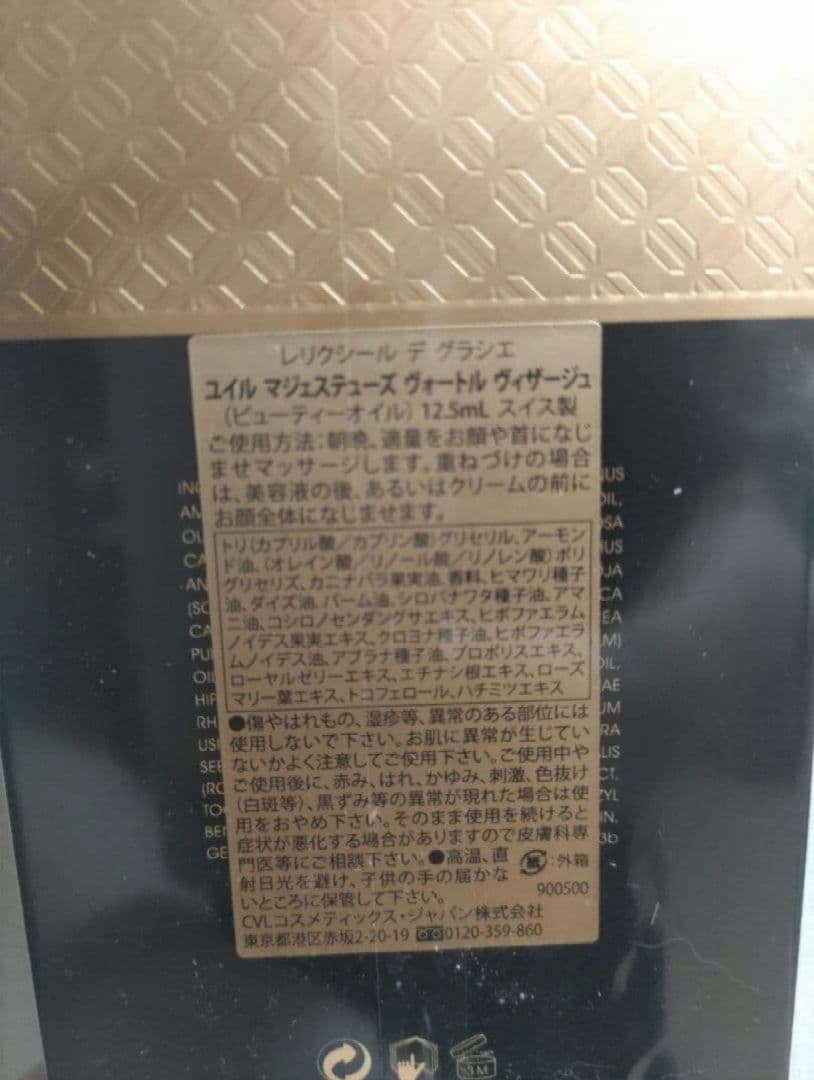 レリクシール デ グラシエ
ユイル マジェステューズ ヴォートル ヴィザージュ
(ビューティーオイル) 12.5mL スイス製
ご使用方法:朝晩、適量をお顔や首になじ
ませマッサージします。重ねづけの場合
は、美容液の後、あるいはクリームの前に
お顔全体になじませます。
トリ(カプリル酸/カプリン酸)グリセリル、アーモン
ド油、(オレイン酸/リノール酸/リノレン酸)ポリ
グリセリズ、カニナバラ果実油、香料、ヒマワリ種子
油、ダイズ油、パーム油、シロバナワタ種子油、アマ
ニ油、コシロノセンダングサエキス、ヒポファエラム
ノイデス果実エキス、クロヨナ種子油、ヒポファエラ
ムノイデス油、アブラナ種子油、プロポリスエキス、
ローヤルゼリーエキス、エチナシ根エキス、ローズ
マリー葉エキス、トコフェロール、ハチミツエキス
●傷やはれもの、湿疹等、異常のある部位には
使用しないで下さい。お肌に異常が生じてい
ないかよく注意してご使用下さい。ご使用中や
ご使用後に、赤み、はれ、かゆみ、刺激、色抜け
(白斑等)、黒ずみ等の異常が現れた場合は使
用をおやめ下さい。そのまま使用を続けると
症状が悪化する場合がありますので皮膚科専
門医等にご相談下さい。●高温、直
射日光を避け、子供の手の届かな
いところに保管して下さい。
紙:外箱
900500
CVLコスメティックス・ジャパン株式会社
東京都港区赤坂2-20-19 0120-359-860
3M